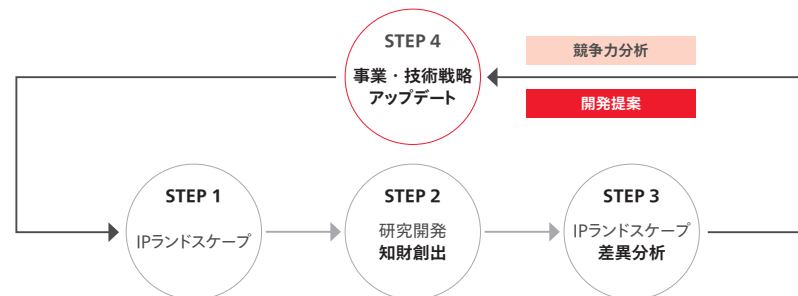 STEP 4
事業・技術戦略
アップデート
競争力分析
開発提案
STEP 1
IPランドスケープ
STEP 2
研究開発
知財創出
STEP 3
IPランドスケープ
差異分析